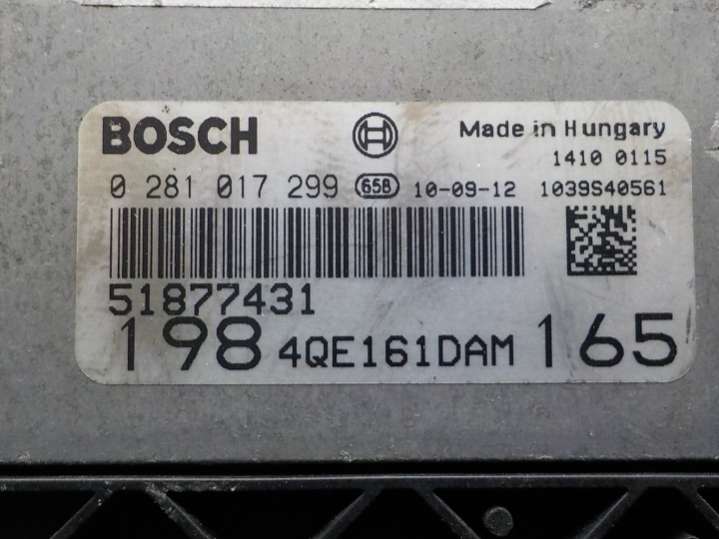 BOSCH Made in Hungary
1410 0115
0 281 017 299 658 10-09-12 1039S40561
51877431
198 4QE161DAM 165